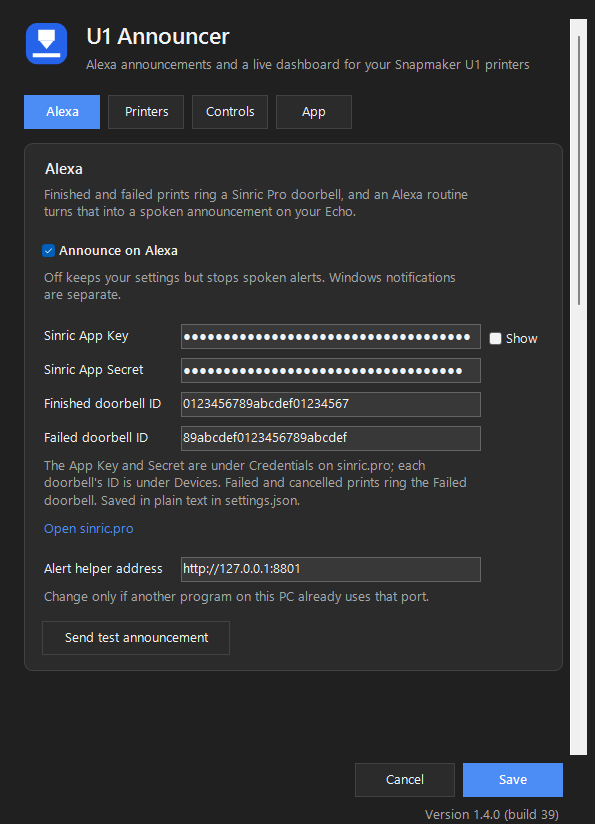 U1 Announcer
Alexa announcements and a live dashboard for your Snapmaker U1 printers
Alexa
Printers
Controls
App
Alexa
Finished and failed prints ring a Sinric Pro doorbell, and an Alexa routine
turns that into a spoken announcement on your Echo.
Announce on Alexa
Off keeps your settings but stops spoken alerts. Windows notifications
are separate.
Sinric App Key
●●●●●●●●●●●●●●●●●●●●●●●●●●●●●●●●●●●●
Show
Sinric App Secret
●●●●●●●●●●●●●●●●●●●●●●●●●●●●●●●●●●●
Finished doorbell ID
0123456789abcdef01234567
Failed doorbell ID
89abcdef0123456789abcdef
The App Key and Secret are under Credentials on sinric.pro; each
doorbell's ID is under Devices. Failed and cancelled prints ring the Failed
doorbell. Saved in plain text in settings.json.
Open sinric.pro
Alert helper address
http://127.0.0.1:8801
Change only if another program on this PC already uses that port.
Send test announcement
Cancel
Save
Version 1.4.0 (build 39)